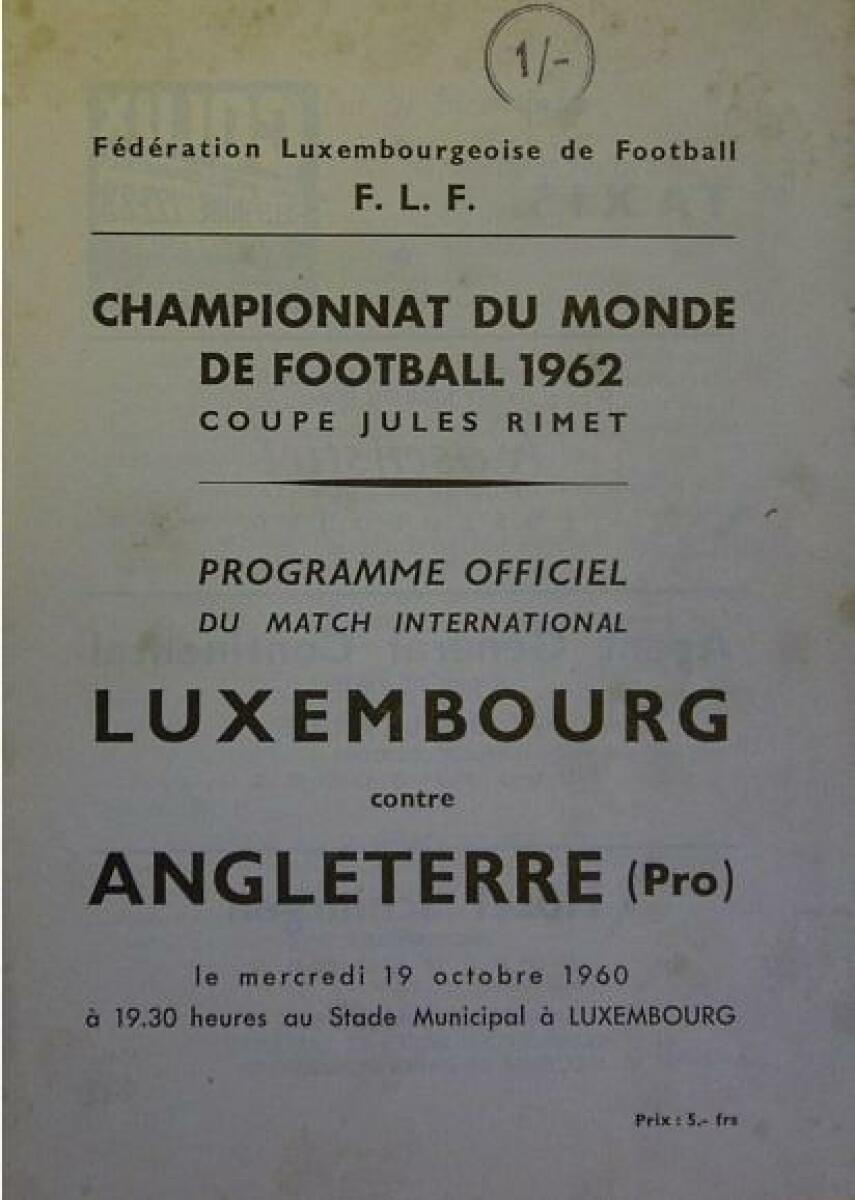 1/-
Fédération Luxembourgeoise de Football
F. L. F.
CHAMPIONNAT DU MONDE
DE FOOTBALL 1962
COUPE JULES RIMET
PROGRAMME OFFICIEL
DU MATCH INTERNATIONAL
LUXEMBOURG
contre
ANGLETERRE (Pro)
le mercredi 19 octobre 1960
à 19.30 heures au Stade Municipal à LUXEMBOURG
Prix : 5.- frs